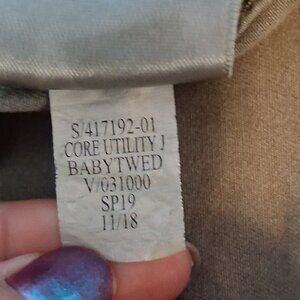 S/417192-01
CORE UTILITY J
BABYTWED
V/031000
SP19
11/18